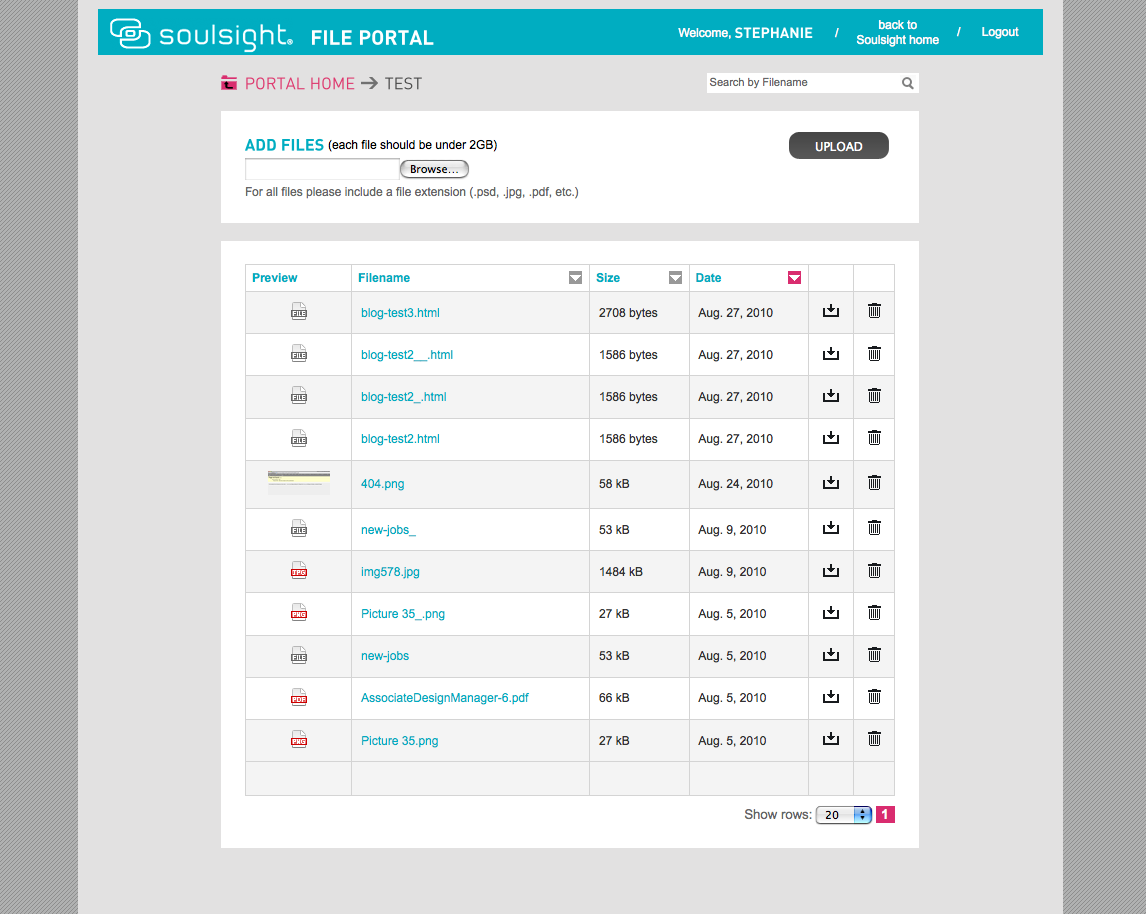 soulsight. FILE PORTAL Welcome, STEPHANIE / back to Soulsight home / Logout
PORTAL HOME → TEST Search by Filename
ADD FILES (each file should be under 2GB) UPLOAD
Browse...
For all files please include a file extension (.psd, .jpg, .pdf, etc.)
Preview Filename Size Date
FILE blog-test3.html 2708 bytes Aug. 27, 2010
FILE blog-test2__.html 1586 bytes Aug. 27, 2010
FILE blog-test2_.html 1586 bytes Aug. 27, 2010
FILE blog-test2.html 1586 bytes Aug. 27, 2010
404.png 58 kB Aug. 24, 2010
FILE new-jobs_ 53 kB Aug. 9, 2010
JPG img578.jpg 1484 kB Aug. 9, 2010
PNG Picture 35_.png 27 kB Aug. 5, 2010
FILE new-jobs 53 kB Aug. 5, 2010
PDF AssociateDesignManager-6.pdf 66 kB Aug. 5, 2010
PNG Picture 35.png 27 kB Aug. 5, 2010
Show rows: 20 1